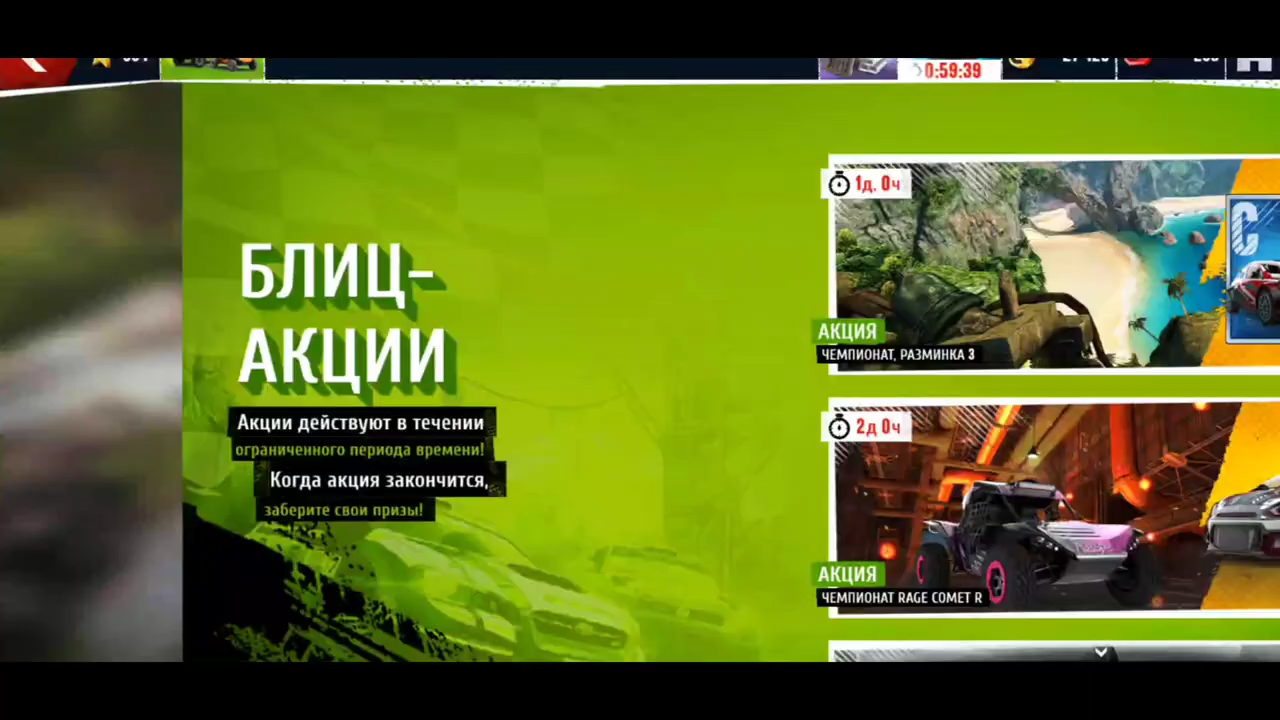 0:59:39
БЛИЦ-
АКЦИИ
Акции действуют в течении
ограниченного периода времени!
Когда акция закончится,
заберите свои призы!
1д. 0ч
C
АКЦИЯ
ЧЕМПИОНАТ, РАЗМИНКА 3
2д 0ч
АКЦИЯ
ЧЕМПИОНАТ RAGE COMET R